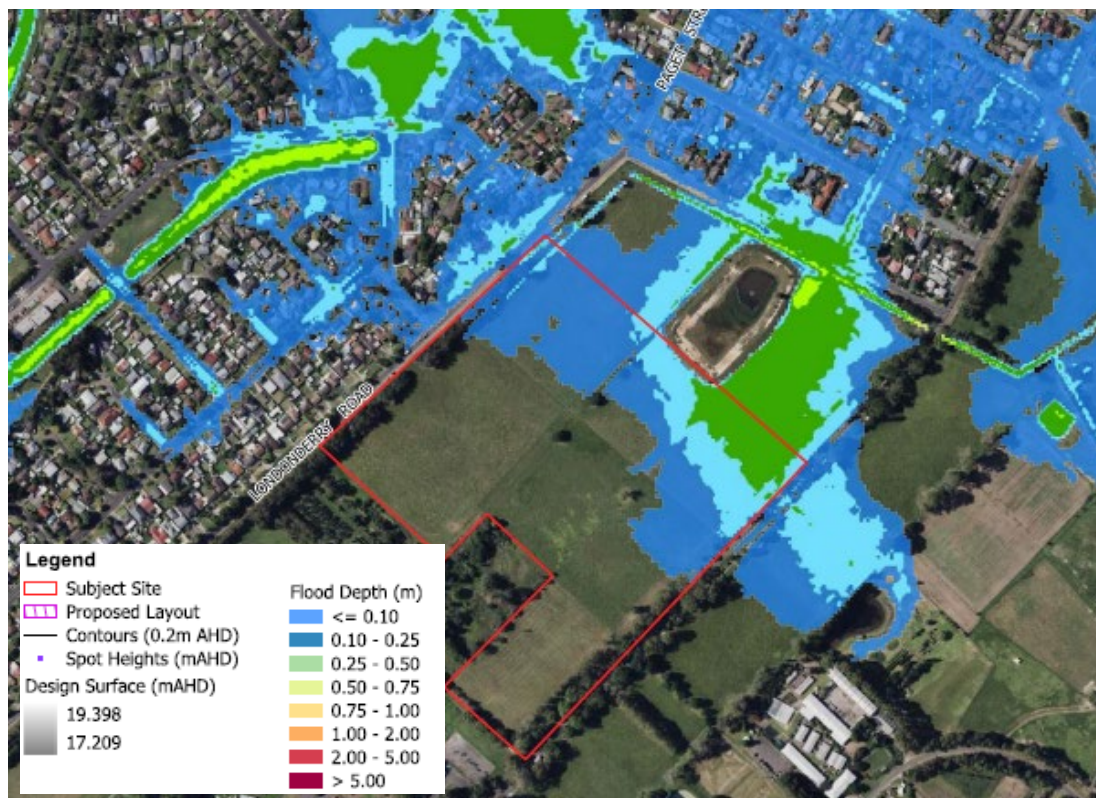 PAGET STR
LONDONDERRY ROAD
Legend
Subject Site
Proposed Layout
Contours (0.2m AHD)
Spot Heights (mAHD)
Design Surface (mAHD)
19.398
17.209
Flood Depth (m)
<= 0.10
0.10 - 0.25
0.25 - 0.50
0.50 - 0.75
0.75 - 1.00
1.00 - 2.00
2.00 - 5.00
> 5.00